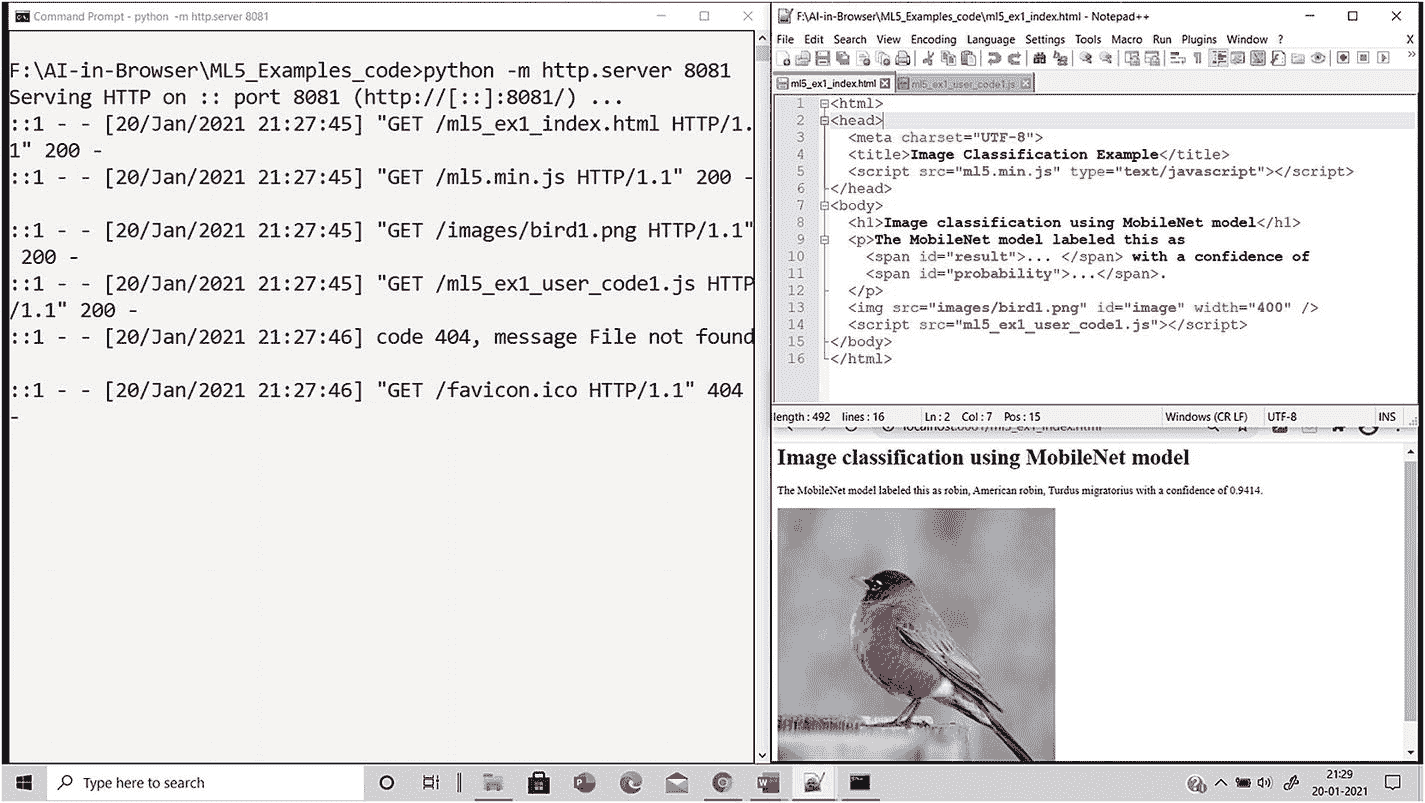 Command Prompt - python -m http.server 8081
F:\AI-in-Browser\ML5_Examples_code>python -m http.server 8081
Serving HTTP on :: port 8081 (http://[::]:8081/) ...
::1 - - [20/Jan/2021 21:27:45] "GET /ml5_ex1_index.html HTTP/1.
1" 200 -
::1 - - [20/Jan/2021 21:27:45] "GET /ml5.min.js HTTP/1.1" 200 -
::1 - - [20/Jan/2021 21:27:45] "GET /images/bird1.png HTTP/1.1"
200 -
::1 - - [20/Jan/2021 21:27:45] "GET /ml5_ex1_user_code1.js HTTP
/1.1" 200 -
::1 - - [20/Jan/2021 21:27:46] code 404, message File not found
::1 - - [20/Jan/2021 21:27:46] "GET /favicon.ico HTTP/1.1" 404
-
F:\AI-in-Browser\ML5_Examples_code\ml5_ex1_index.html - Notepad++
File Edit Search View Encoding Language Settings Tools Macro Run Plugins Window ? X
ml5_ex1_index.html ml5_ex1_user_code1.js
1 <html>
2 <head>
3 <meta charset="UTF-8">
4 <title>Image Classification Example</title>
5 <script src="ml5.min.js" type="text/javascript"></script>
6 </head>
7 <body>
8 <h1>Image classification using MobileNet model</h1>
9 <p>The MobileNet model labeled this as
10 <span id="result">... </span> with a confidence of
11 <span id="probability">...</span>.
12 </p>
13 <img src="images/bird1.png" id="image" width="400" />
14 <script src="ml5_ex1_user_code1.js"></script>
15 </body>
16 </html>
length : 492 lines : 16 Ln : 2 Col : 7 Pos : 15 Windows (CR LF) UTF-8 INS
localhost:8081/ml5_ex1_index.html
Image classification using MobileNet model
The MobileNet model labeled this as robin, American robin, Turdus migratorius with a confidence of 0.9414.
Type here to search
21:29
20-01-2021